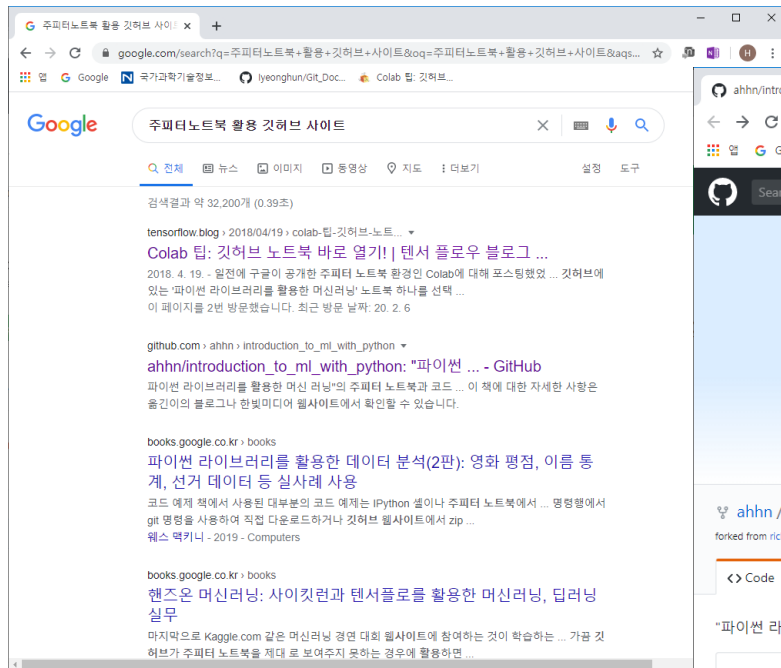 주피터노트북 활용 깃허브 사이
google.com/search?q=주피터노트북+활용+깃허브+사이트&oq=주피터노트북+활용+깃허브+사이트&aqs...
H
앱
Google
국가과학기술정보...
lyeonghun/Git_Doc...
Colab 팁: 깃허브...
Google
주피터노트북 활용 깃허브 사이트
전체
뉴스
이미지
동영상
지도
더보기
설정
도구
검색결과 약 32,200개 (0.39초)
tensorflow.blog › 2018/04/19 › colab-팁-깃허브-노트...
Colab 팁: 깃허브 노트북 바로 열기! | 텐서 플로우 블로그 ...
2018. 4. 19. - 일전에 구글이 공개한 주피터 노트북 환경인 Colab에 대해 포스팅했었 ... 깃허브에
있는 '파이썬 라이브러리를 활용한 머신러닝' 노트북 하나를 선택 ...
이 페이지를 2번 방문했습니다. 최근 방문 날짜: 20. 2. 6
github.com › ahhn › introduction_to_ml_with_python
ahhn/introduction_to_ml_with_python: "파이썬 ... - GitHub
파이썬 라이브러리를 활용한 머신 러닝"의 주피터 노트북과 코드 ... 이 책에 대한 자세한 사항은
옮긴이의 블로그나 한빛미디어 웹사이트에서 확인할 수 있습니다.
books.google.co.kr › books
파이썬 라이브러리를 활용한 데이터 분석(2판): 영화 평점, 이름 통
계, 선거 데이터 등 실사례 사용
코드 예제 책에서 사용된 대부분의 코드 예제는 IPython 셸이나 주피터 노트북에서 ... 명령행에서
git 명령을 사용하여 직접 다운로드하거나 깃허브 웹사이트에서 zip ...
웨스 맥키니 - 2019 - Computers
books.google.co.kr › books
핸즈온 머신러닝: 사이킷런과 텐서플로를 활용한 머신러닝, 딥러닝
실무
마지막으로 Kaggle.com 같은 머신러닝 경연 대회 웹사이트에 참여하는 것이 학습하는 ... 가끔 깃
허브가 주피터 노트북을 제대 로 보여주지 못하는 경우에 활용하면 ...
ahhn/intro
앱
G
Sear
ahhn /
forked from ric
<> Code
"파이썬 라